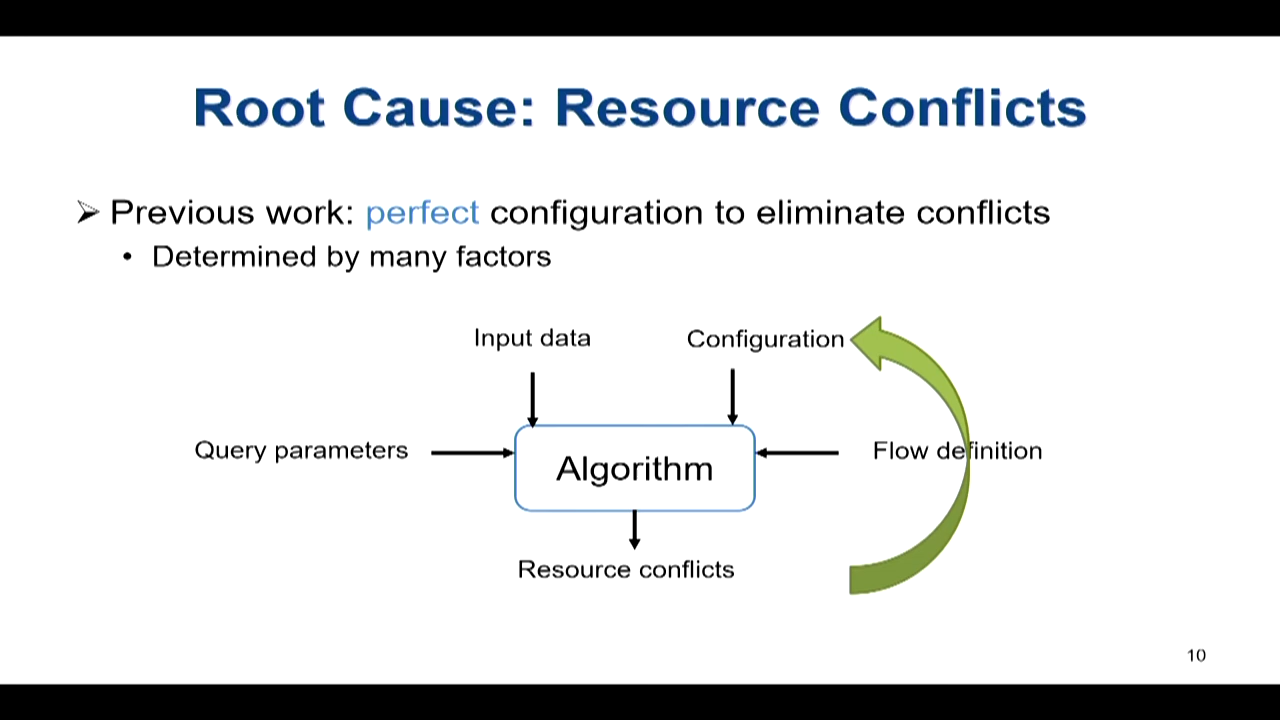 Root Cause: Resource Conflicts
Previous work: perfect configuration to eliminate conflicts
Determined by many factors
Input data
Configuration
Query parameters
Algorithm
Flow definition
Resource conflicts
10